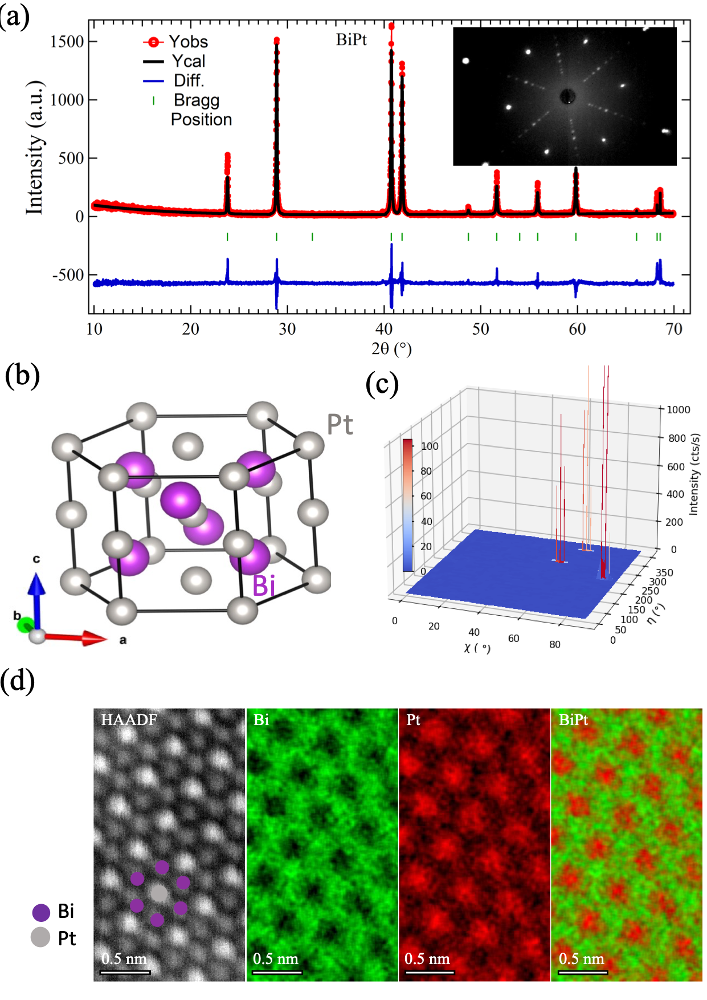 (a)
BiPt
Yobs
Ycal
Diff.
Bragg
Position
Intensity (a.u.)
1500
1000
500
0
-500
10 20 30 40 50 60 70
2θ (°)
(b)
Pt
Bi
c
b
a
(c)
100
80
60
40
20
0
1000
800
600
400
200
0
Intensity (cts/s)
350
300
250
200
150
100
50
0
η (°)
0 20 40 60 80
χ ( °)
(d)
HAADF Bi Pt BiPt
Bi
Pt
0.5 nm 0.5 nm 0.5 nm 0.5 nm